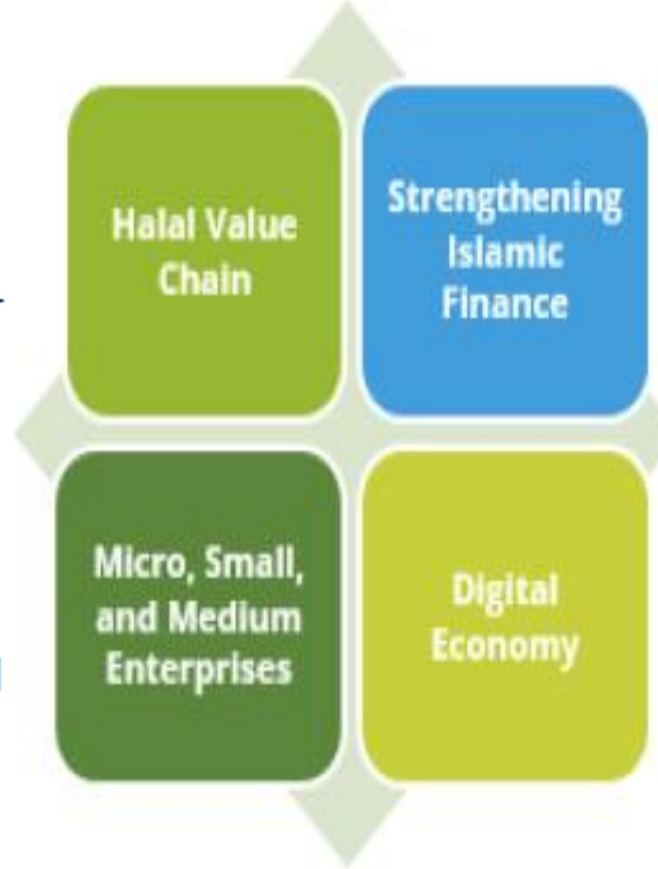 Halal Value
Chain
Strengthening
Islamic
Finance
Micro, Small,
and Medium
Enterprises
Digital
Economy